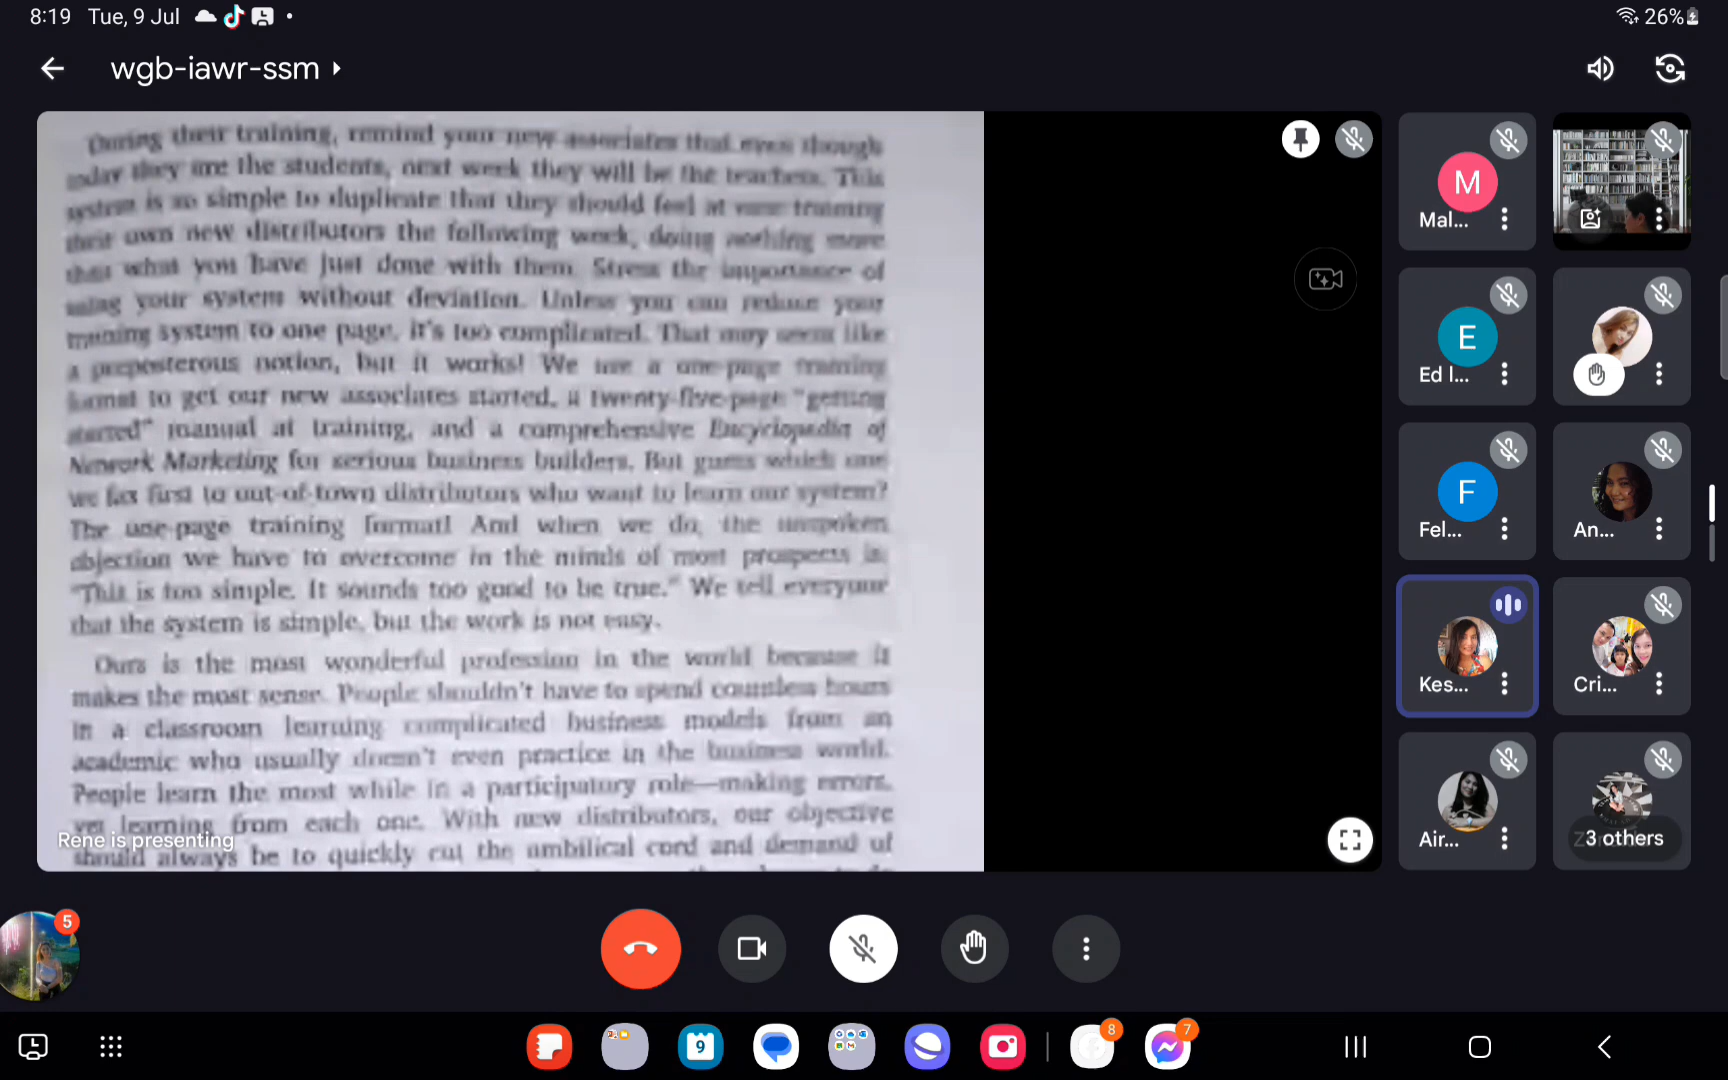 8:19 Tue, 9 Jul
26%
wgb-iawr-ssm
During their training, remind your new associates that even though
today they are the students, next week they will be the teachers. This
system is so simple to duplicate that they should feel at ease training
their own new distributors the following week, doing nothing more
than what you have just done with them. Stress the importance of
using your system without deviation. Unless you can reduce your
training system to one page, it's too complicated. That may seem like
a preposterous notion, but it works! We use a one-page training
format to get our new associates started, a twenty-five-page "getting
started" manual at training, and a comprehensive Encyclopedia of
Network Marketing for serious business builders. But guess which one
we fax first to out-of-town distributors who want to learn our system?
The one-page training format! And when we do, the unspoken
objection we have to overcome in the minds of most prospects is,
"This is too simple. It sounds too good to be true." We tell everyone
that the system is simple, but the work is not easy.
Ours is the most wonderful profession in the world because it
makes the most sense. People shouldn't have to spend countless hours
in a classroom learning complicated business models from an
academic who usually doesn't even practice in the business world.
People learn the most while in a participatory role—making errors,
yet learning from each one. With new distributors, our objective
should always be to quickly cut the umbilical cord and demand of
Rene is presenting
M
Mal...
E
Ed l...
F
Fel...
An...
Kes...
Cri...
Air...
3 others
5
9
8
7